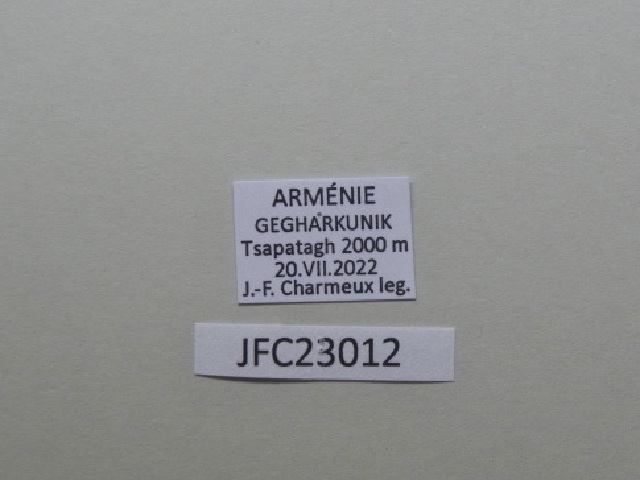 ARMÉNIE
GEGHARKUNIK
Tsapatagh 2000 m
20.VII.2022
J.-F. Charmeux leg.
JFC23012